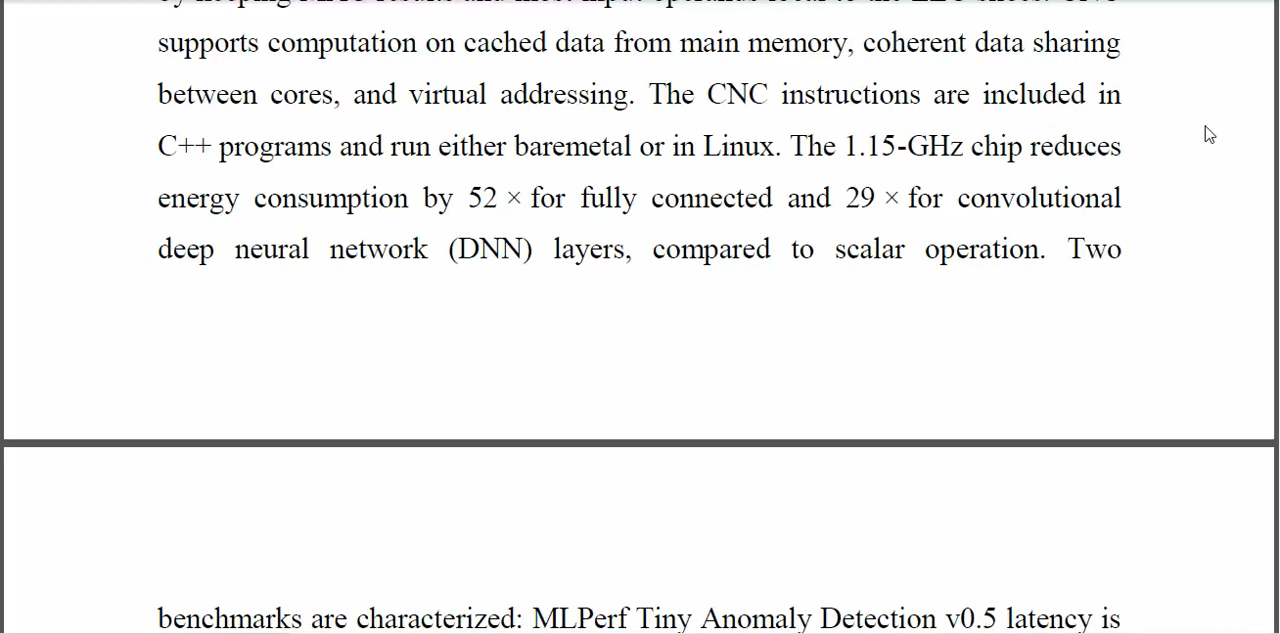 supports computation on cached data from main memory, coherent data sharing
between cores, and virtual addressing. The CNC instructions are included in
C++ programs and run either baremetal or in Linux. The 1.15-GHz chip reduces
energy consumption by 52 × for fully connected and 29 × for convolutional
deep neural network (DNN) layers, compared to scalar operation. Two
benchmarks are characterized: MLPerf Tiny Anomaly Detection v0.5 latency is